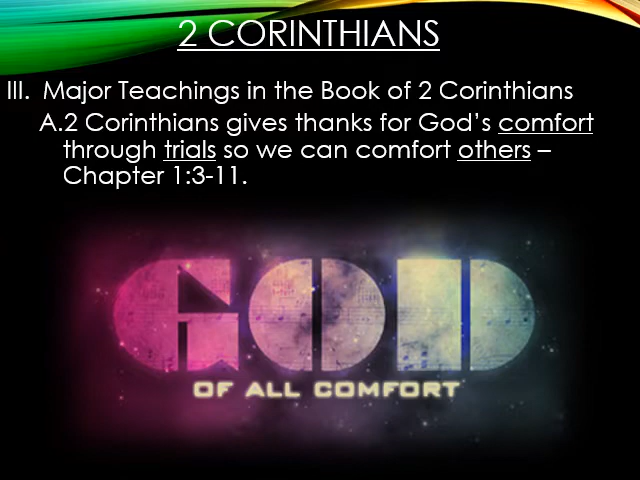 2 CORINTHIANS
III. Major Teachings in the Book of 2 Corinthians
A.2 Corinthians gives thanks for God’s comfort
through trials so we can comfort others –
Chapter 1:3-11.
GOD
OF ALL COMFORT